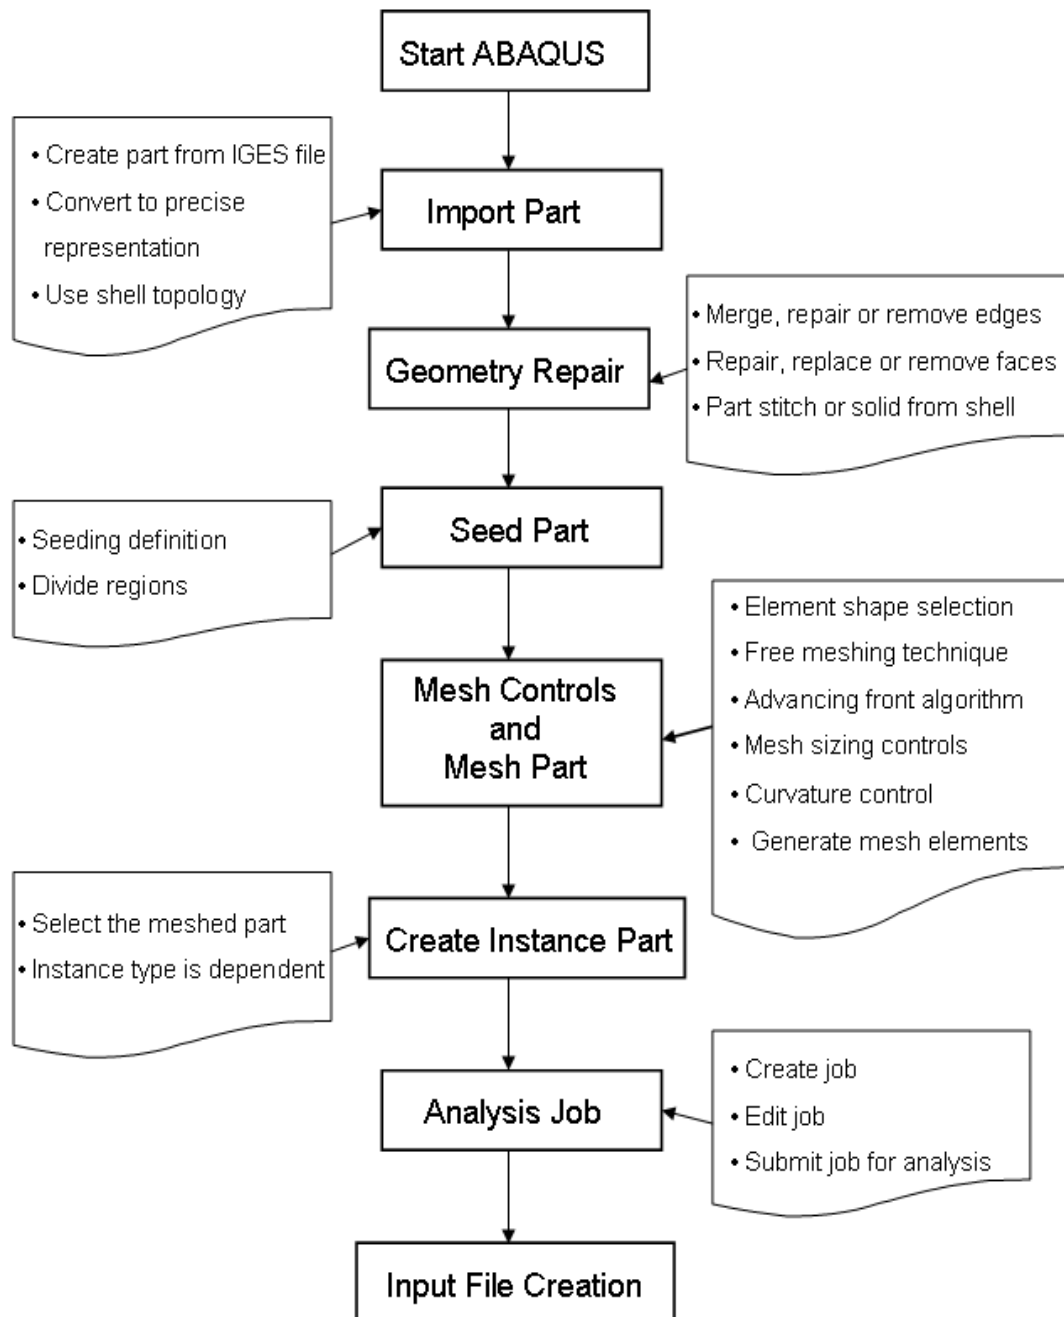 Start ABAQUS
• Create part from IGES file
• Convert to precise
representation
• Use shell topology
Import Part
• Merge, repair or remove edges
• Repair, replace or remove faces
• Part stitch or solid from shell
Geometry Repair
• Seeding definition
• Divide regions
Seed Part
• Element shape selection
• Free meshing technique
• Advancing front algorithm
• Mesh sizing controls
• Curvature control
• Generate mesh elements
Mesh Controls
and
Mesh Part
• Select the meshed part
• Instance type is dependent
Create Instance Part
• Create job
• Edit job
• Submit job for analysis
Analysis Job
Input File Creation